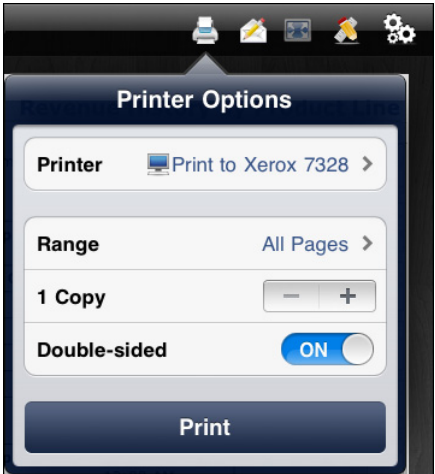 Printer Options
Printer Print to Xerox 7328 >
Range All Pages >
1 Copy − +
Double-sided ON
Print